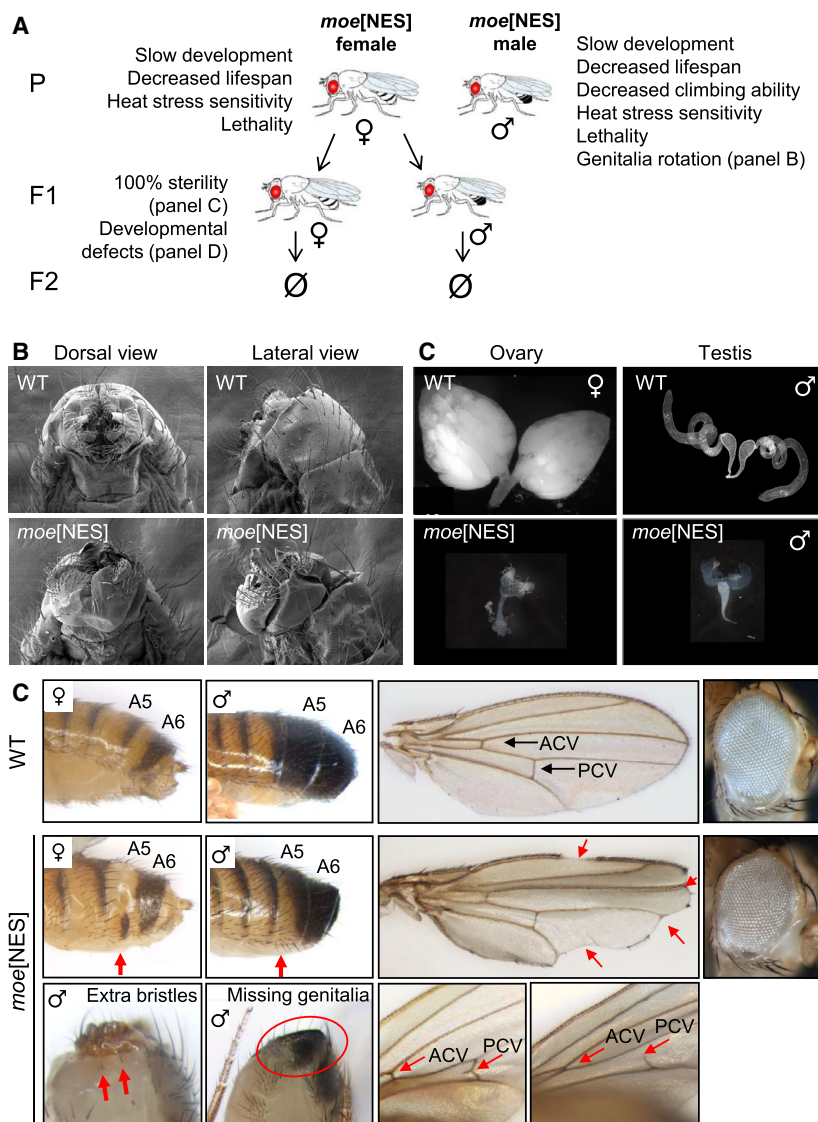 A
moe[NES]
female
moe[NES]
male
P
Slow development
Decreased lifespan
Heat stress sensitivity
Lethality
♀
♂
Slow development
Decreased lifespan
Decreased climbing ability
Heat stress sensitivity
Lethality
Genitalia rotation (panel B)
F1
100% sterility
(panel C)
Developmental
defects (panel D)
♀
♂
F2
Ø
Ø
B
Dorsal view
Lateral view
WT
WT
moe[NES]
moe[NES]
C
Ovary
Testis
WT
♀
WT
♂
moe[NES]
moe[NES]
♂
C
WT
♀
A5
A6
♂
A5
A6
ACV
PCV
moe[NES]
♀
A5
A6
♂
A5
A6
♂
Extra bristles
♂
Missing genitalia
ACV
PCV
ACV
PCV